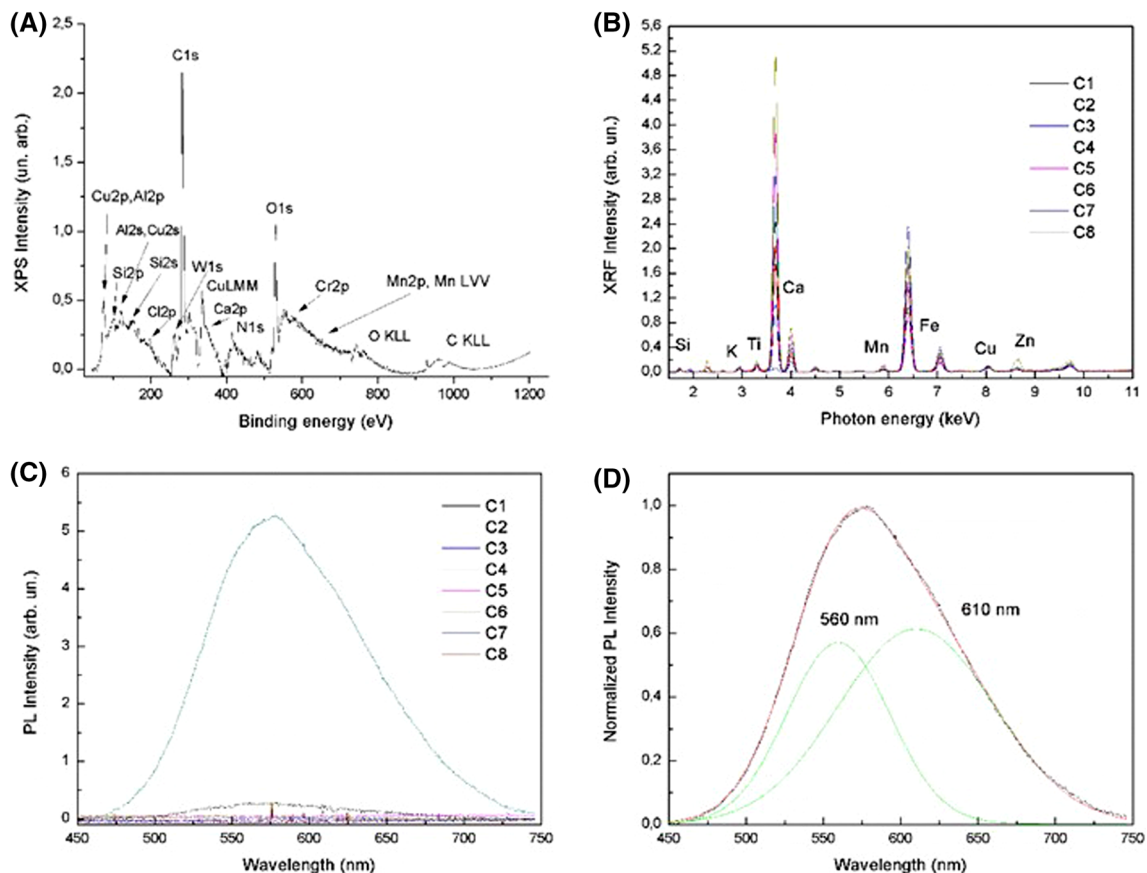 (A)
2,5
2,0
1,5
1,0
0,5
0,0
XPS Intensity (un. arb.)
C1s
Cu2p,Al2p
Al2s,Cu2s
Si2p
Si2s
Cl2p
W1s
CuLMM
Ca2p
N1s
O1s
Cr2p
Mn2p, Mn LVV
O KLL
C KLL
200 400 600 800 1000 1200
Binding energy (eV)
(B)
5,6
5,2
4,8
4,4
4,0
3,6
3,2
2,8
2,4
2,0
1,6
1,2
0,8
0,4
0,0
XRF Intensity (arb. un.)
C1
C2
C3
C4
C5
C6
C7
C8
Si
K
Ti
Ca
Mn
Fe
Cu
Zn
2 3 4 5 6 7 8 9 10 11
Photon energy (keV)
(C)
6
5
4
3
2
1
0
PL Intensity (arb. un.)
C1
C2
C3
C4
C5
C6
C7
C8
450 500 550 600 650 700 750
Wavelength (nm)
(D)
1,0
0,8
0,6
0,4
0,2
0,0
Normalized PL Intensity
560 nm
610 nm
450 500 550 600 650 700 750
Wavelength (nm)